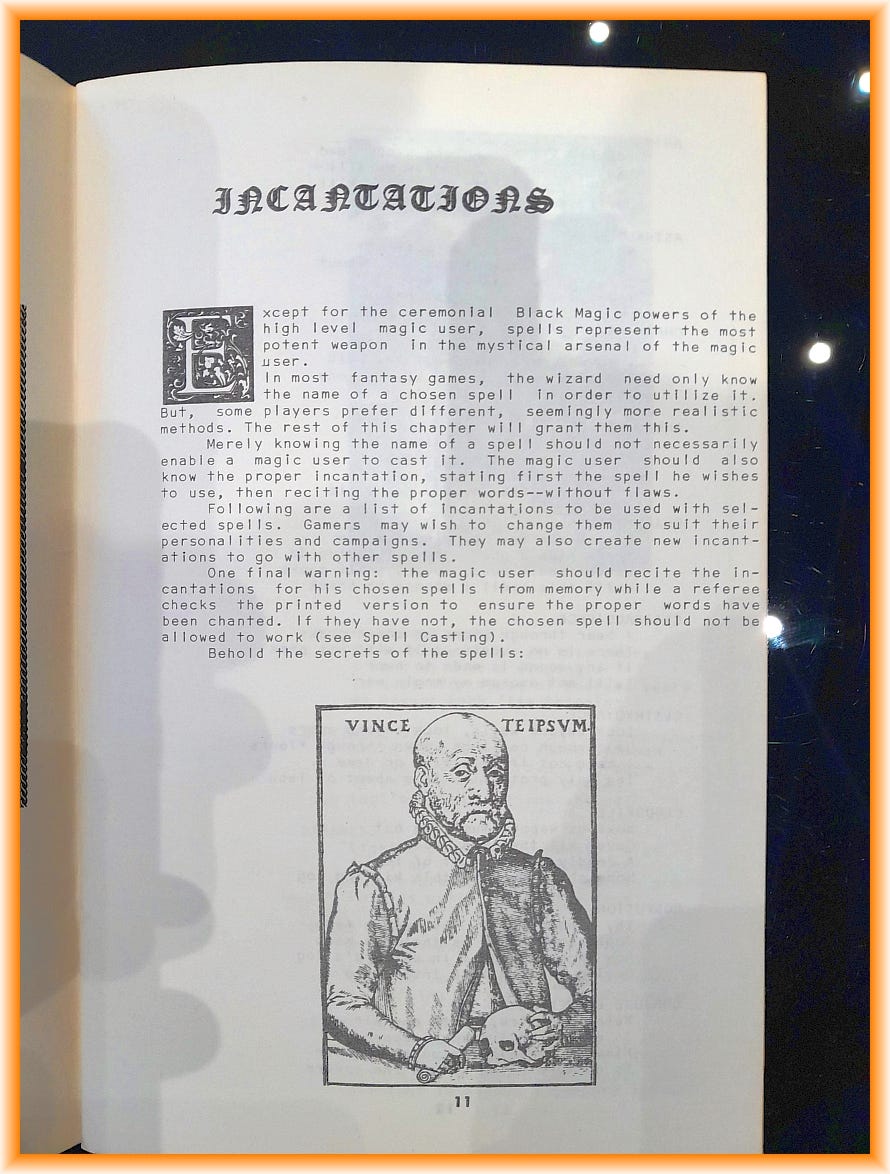 INCANTATIONS
Except for the ceremonial Black Magic powers of the
high level magic user, spells represent the most
potent weapon in the mystical arsenal of the magic
user.
In most fantasy games, the wizard need only know
the name of a chosen spell in order to utilize it.
But, some players prefer different, seemingly more realistic
methods. The rest of this chapter will grant them this.
Merely knowing the name of a spell should not necessarily
enable a magic user to cast it. The magic user should also
know the proper incantation, stating first the spell he wishes
to use, then reciting the proper words--without flaws.
Following are a list of incantations to be used with sel-
ected spells. Gamers may wish to change them to suit their
personalities and campaigns. They may also create new incant-
ations to go with other spells.
One final warning: the magic user should recite the in-
cantations for his chosen spells from memory while a referee
checks the printed version to ensure the proper words have
been chanted. If they have not, the chosen spell should not be
allowed to work (see Spell Casting).
Behold the secrets of the spells:
VINCE TEIPSVM.
11